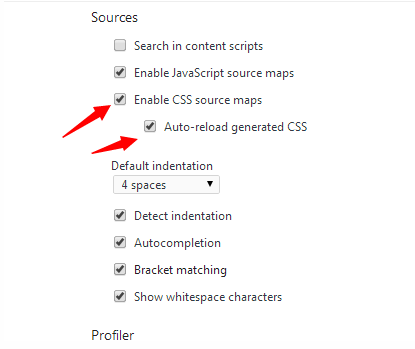 Sources
Search in content scripts
Enable JavaScript source maps
Enable CSS source maps
Auto-reload generated CSS
Default indentation
4 spaces
Detect indentation
Autocompletion
Bracket matching
Show whitespace characters
Profiler